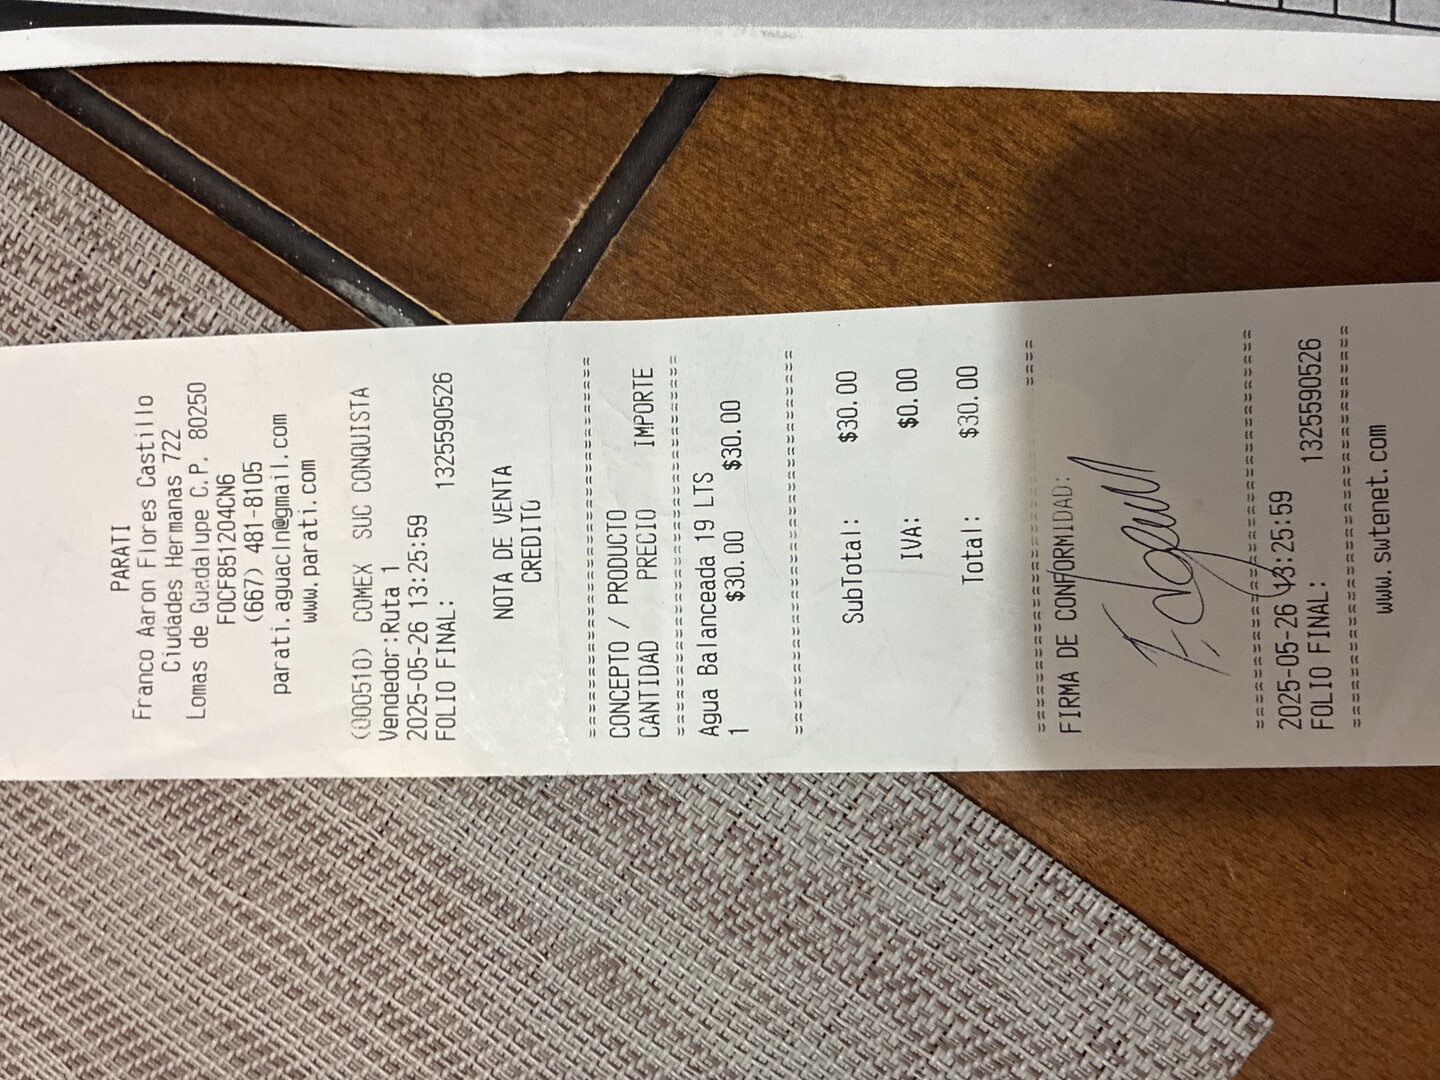 PARATI
Franco Aaron Flores Castillo
Ciudades Hermanas 722
Lomas de Guadalupe C.P. 80250
FOCF851204CN6
(667) 481-8105
parati.aguacln@gmail.com
www.parati.com
(000510) COMEX SUC CONQUISTA
Vendedor:Ruta 1
2025-05-26 13:25:59
FOLIO FINAL: 1325590526
NOTA DE VENTA
CREDITO
==============================
CONCEPTO / PRODUCTO
CANTIDAD PRECIO IMPORTE
==============================
Agua Balanceada 19 LTS
1 $30.00 $30.00
==============================
SubTotal: $30.00
IVA: $0.00
Total: $30.00
==============================
FIRMA DE CONFORMIDAD:
==============================
2025-05-26 13:25:59
FOLIO FINAL: 1325590526
==============================
www.swtenet.com